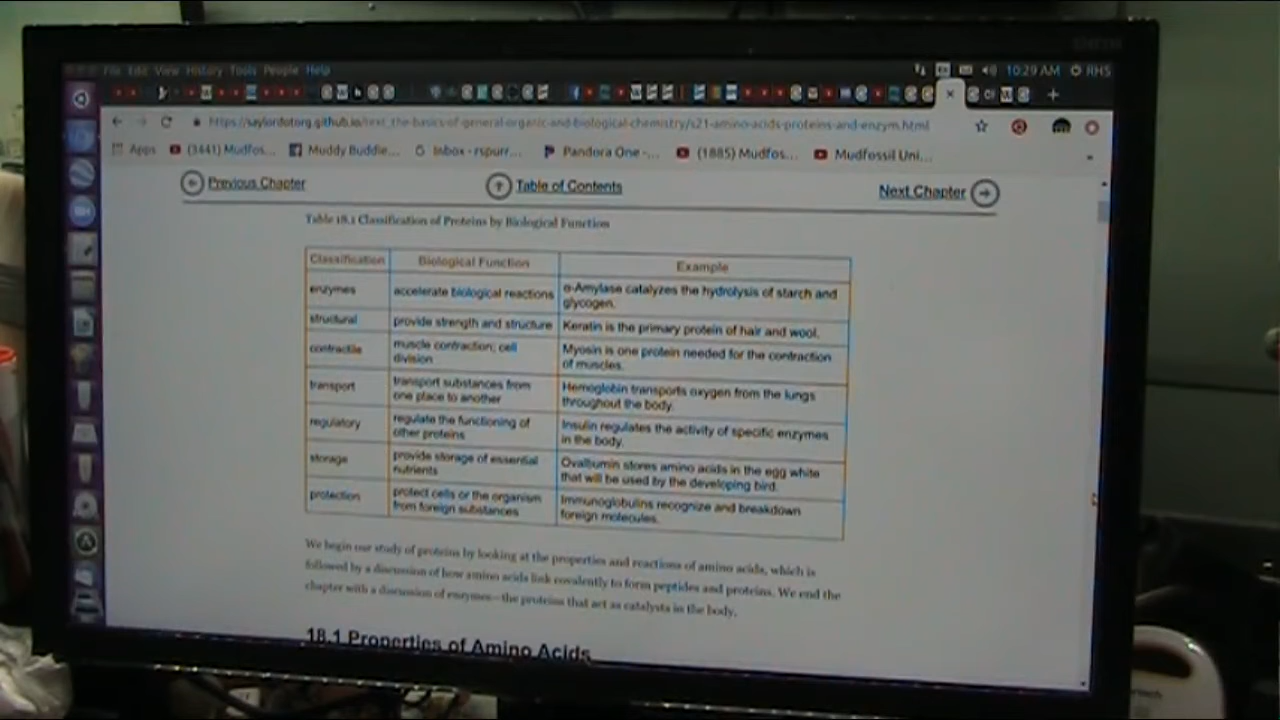 File Edit View History Tools People Help
10:29 AM RHS
https://saylordotorg.github.io/text_the-basics-of-general-organic-and-biological-chemistry/s21-amino-acids-proteins-and-enzym.html
Apps (3441) Mudfos... Muddy Buddie... Inbox - rspurr... Pandora One -... (1885) Mudfos... Mudfossil Uni...
Previous Chapter Table of Contents Next Chapter
Table 18.1 Classification of Proteins by Biological Function
Classification Biological Function Example
enzymes accelerate biological reactions α-Amylase catalyzes the hydrolysis of starch and
glycogen.
structural provide strength and structure Keratin is the primary protein of hair and wool.
contractile muscle contraction; cell
division
Myosin is one protein needed for the contraction
of muscles.
transport transport substances from
one place to another
Hemoglobin transports oxygen from the lungs
throughout the body.
regulatory regulate the functioning of
other proteins
Insulin regulates the activity of specific enzymes
in the body.
storage provide storage of essential
nutrients
Ovalbumin stores amino acids in the egg white
that will be used by the developing bird.
protection protect cells or the organism
from foreign substances
Immunoglobulins recognize and breakdown
foreign molecules.
We begin our study of proteins by looking at the properties and reactions of amino acids, which is
followed by a discussion of how amino acids link covalently to form peptides and proteins. We end the
chapter with a discussion of enzymes—the proteins that act as catalysts in the body.
18.1 Properties of Amino Acids